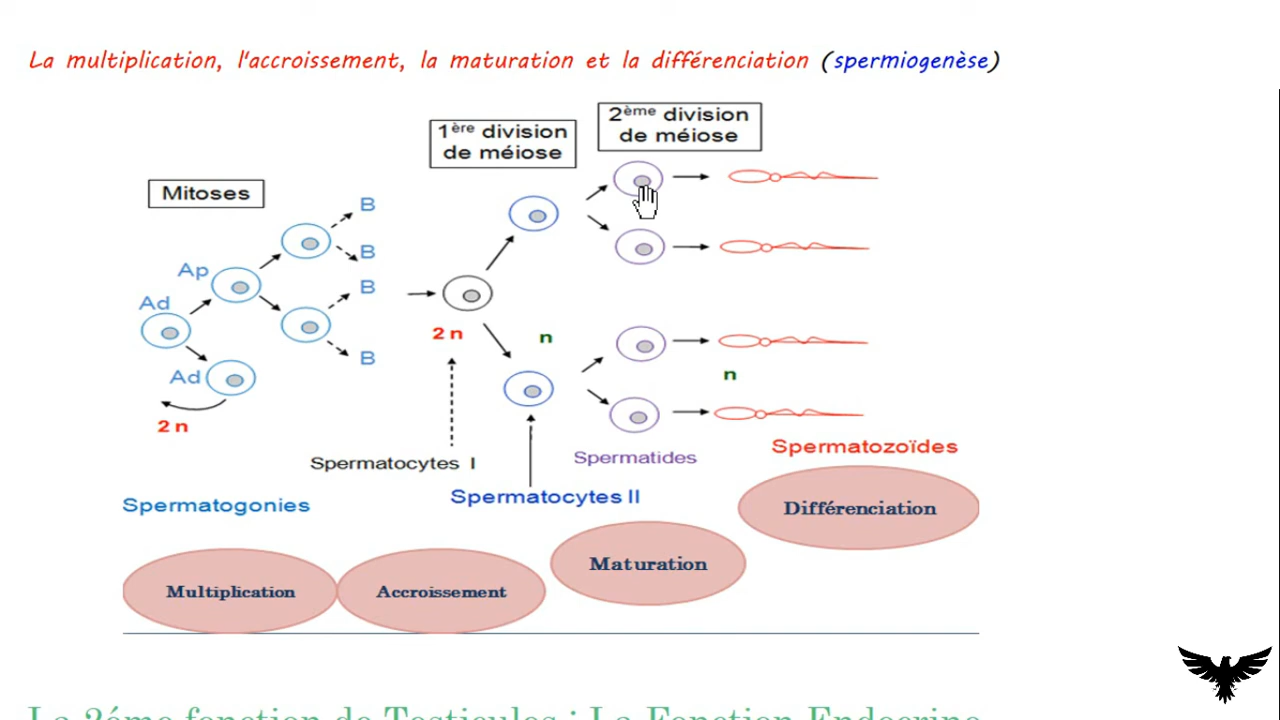 La multiplication, l'accroissement, la maturation et la différenciation (spermiogenèse)
1ère division
de méiose
2ème division
de méiose
Mitoses
B
B
Ap
B
Ad
B
Ad
2 n
2 n
n
n
Spermatocytes I
Spermatides
Spermatozoïdes
Spermatogonies
Spermatocytes II
Différenciation
Maturation
Multiplication
Accroissement
La 2éme fonction de Testicules : La Fonction Endocrine